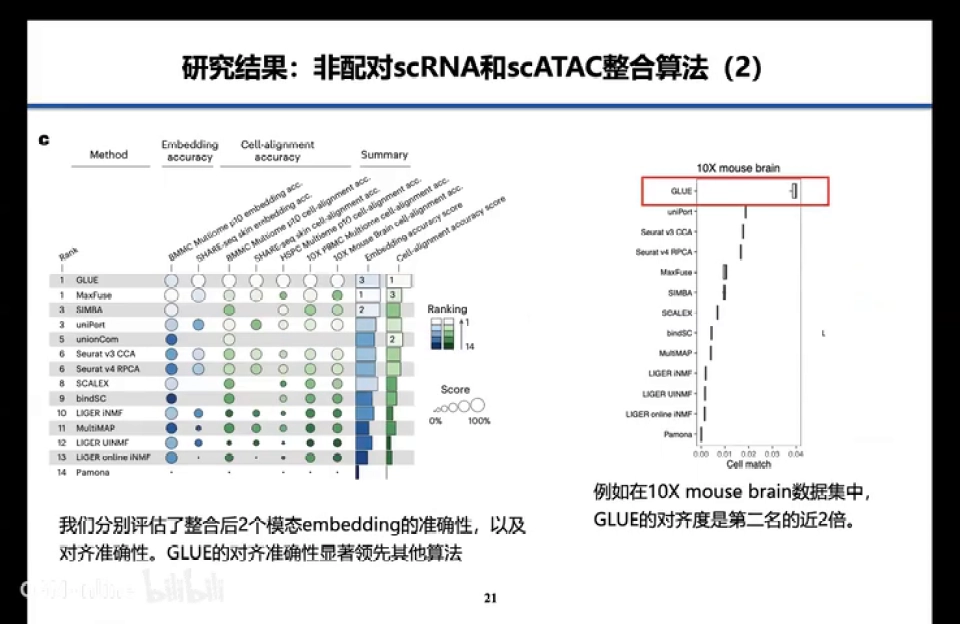 研究结果：非配对scRNA和scATAC整合算法（2）
c
Method
Embedding accuracy
Cell-alignment accuracy
Summary
Rank
BMMC Multiome p10 embedding acc.
SHARE-seq skin embedding acc.
BMMC Multiome p10 cell-alignment acc.
SHARE-seq skin cell-alignment acc.
HSPC Multiome p10 cell-alignment acc.
10X PBMC Multiome cell-alignment acc.
10X Mouse Brain cell-alignment acc.
Embedding accuracy score
Cell-alignment accuracy score
1 GLUE 3 1
1 MaxFuse 1 3
3 SIMBA 2
3 uniPort
5 unionCom 2
6 Seurat v3 CCA
6 Seurat v4 RPCA
8 SCALEX
9 bindSC
10 LIGER iNMF
11 MultiMAP
12 LIGER UINMF
13 LIGER online iNMF
14 Pamona
Ranking
1
14
Score
0% 100%
10X mouse brain
GLUE
uniPort
Seurat v3 CCA
Seurat v4 RPCA
MaxFuse
SIMBA
SCALEX
bindSC
MultiMAP
LIGER iNMF
LIGER UINMF
LIGER online iNMF
Pamona
0.00 0.01 0.02 0.03 0.04
Cell match
我们分别评估了整合后2个模态embedding的准确性，以及
对齐准确性。GLUE的对齐准确性显著领先其他算法
例如在10X mouse brain数据集中，
GLUE的对齐度是第二名的近2倍。
bilibili
21